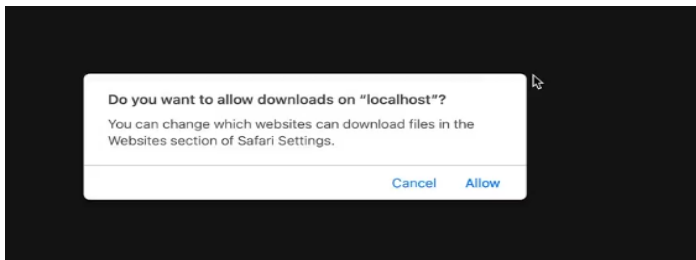 Do you want to allow downloads on “localhost”?
You can change which websites can download files in the
Websites section of Safari Settings.
Cancel Allow